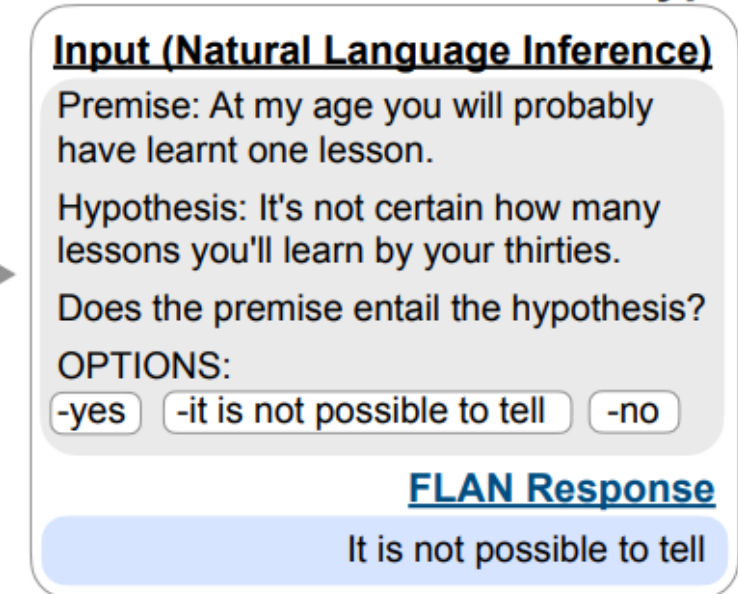 Input (Natural Language Inference)
Premise: At my age you will probably
have learnt one lesson.
Hypothesis: It's not certain how many
lessons you'll learn by your thirties.
Does the premise entail the hypothesis?
OPTIONS:
-yes -it is not possible to tell -no
FLAN Response
It is not possible to tell